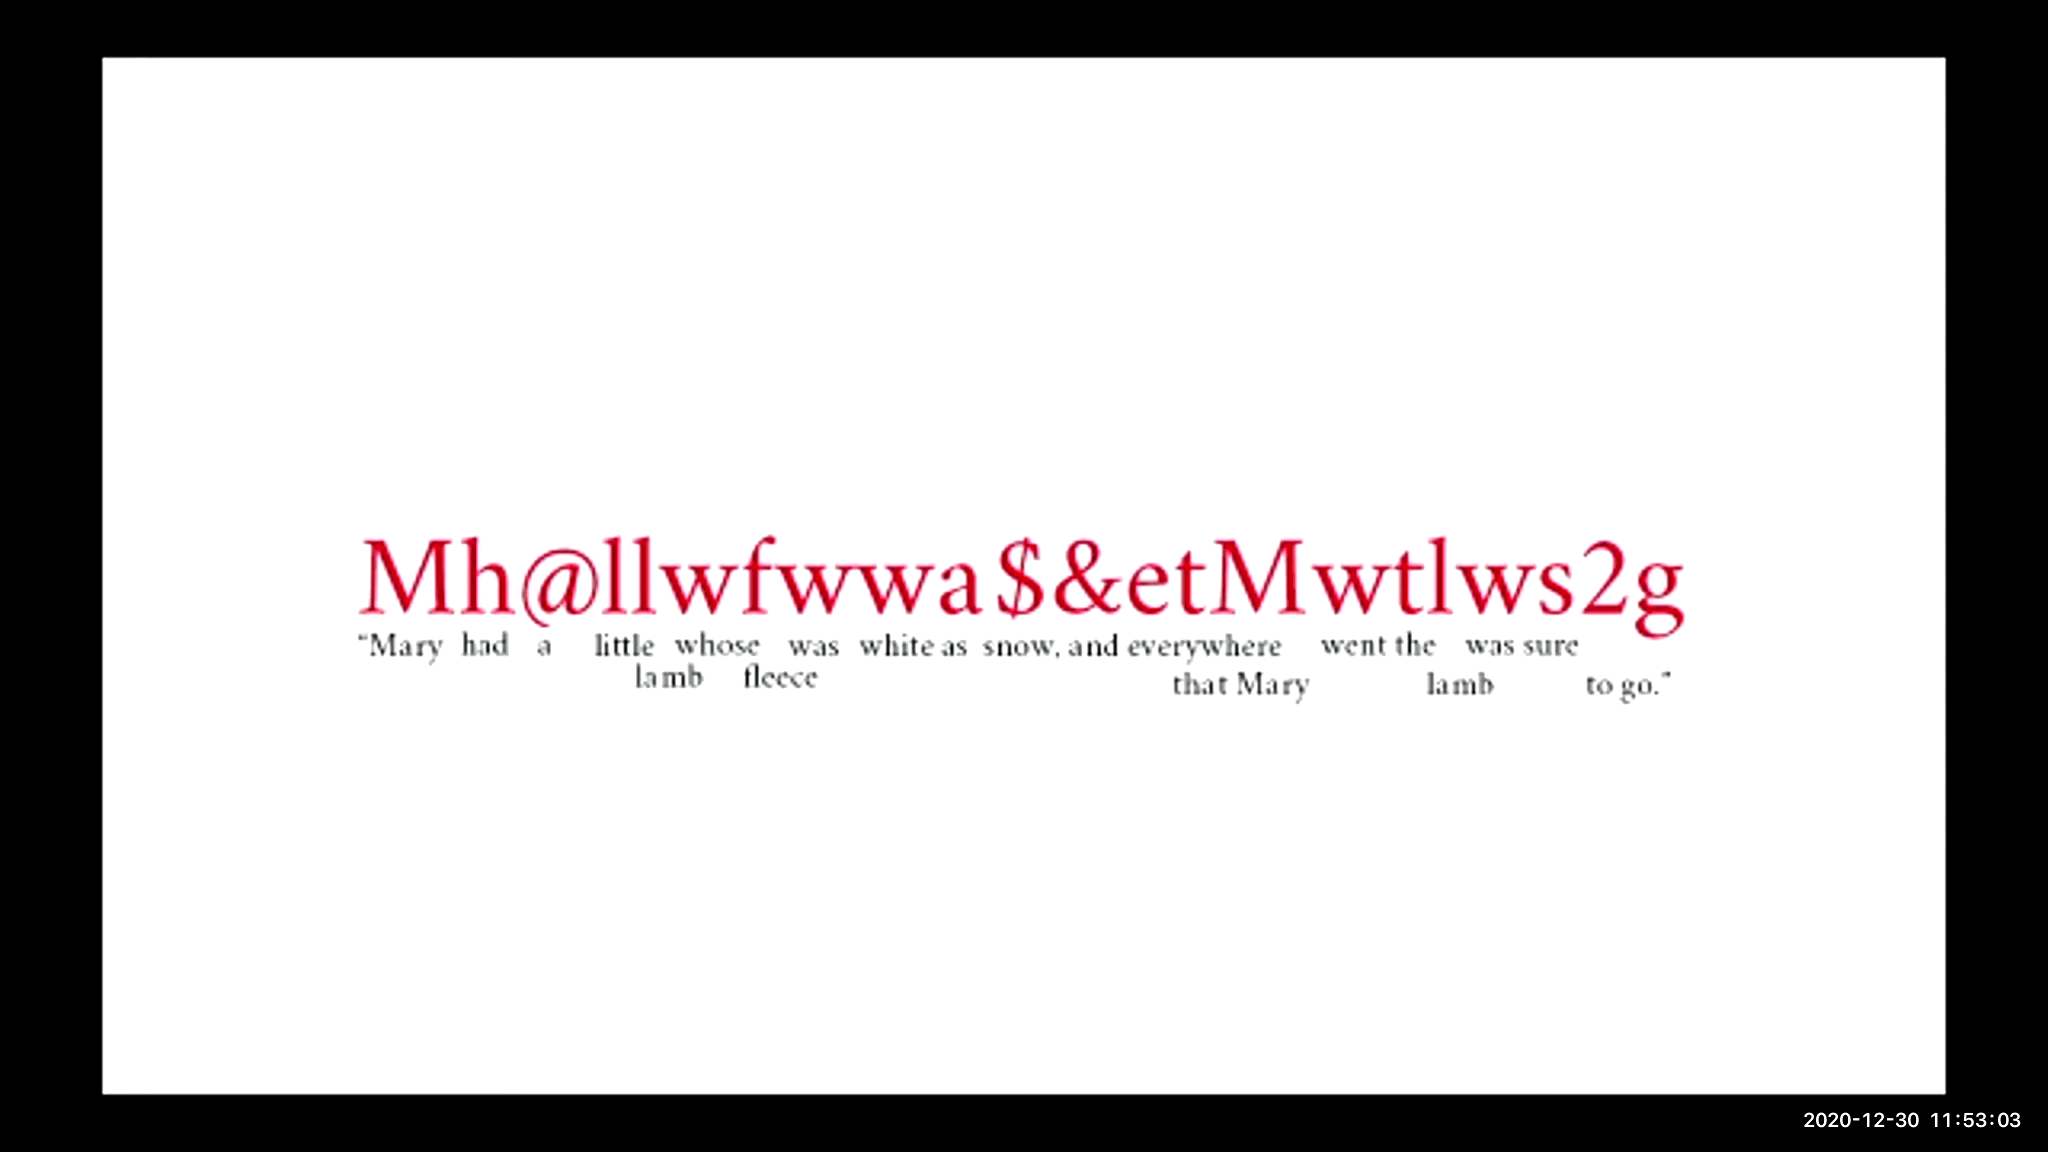 Mh@llwfwwa$&etMwtlws2g
“Mary had a little whose was white as snow, and everywhere went the was sure
lamb fleece that Mary lamb to go.”
2020-12-30 11:53:03